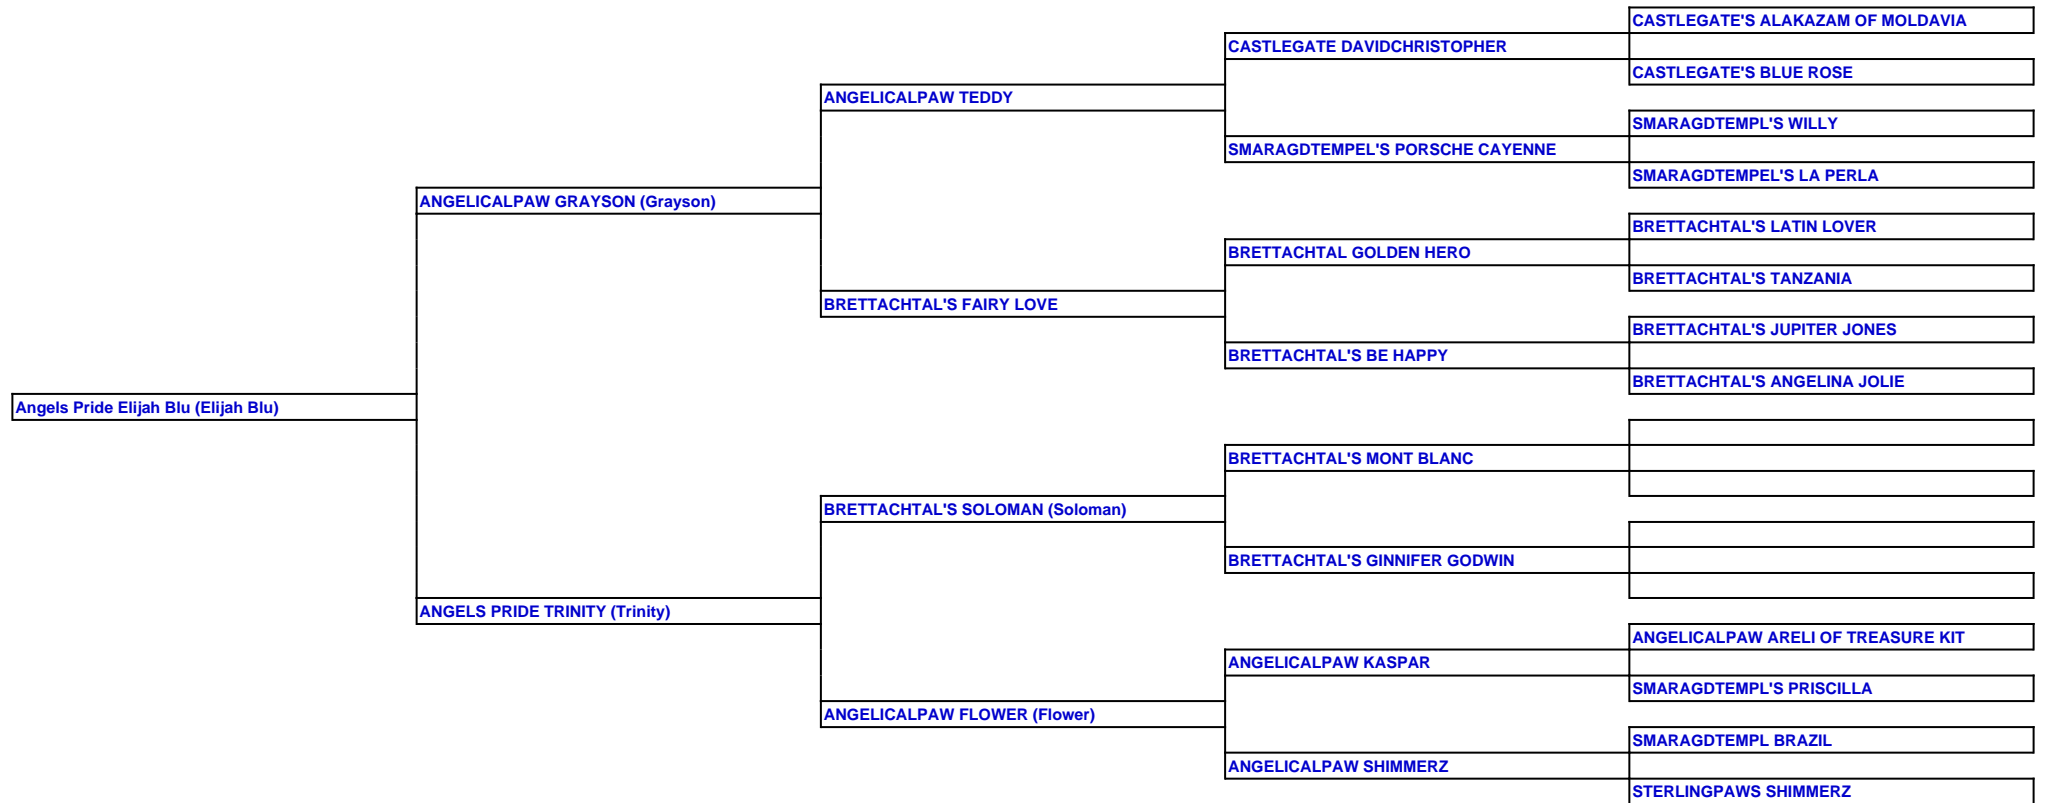 CASTLEGATE'S ALAKAZAM OF MOLDAVIA
CASTLEGATE DAVIDCHRISTOPHER
CASTLEGATE'S BLUE ROSE
ANGELICALPAW TEDDY
SMARAGDTEMPL'S WILLY
SMARAGDTEMPEL'S PORSCHE CAYENNE
SMARAGDTEMPEL'S LA PERLA
ANGELICALPAW GRAYSON (Grayson)
BRETTACHTAL'S LATIN LOVER
BRETTACHTAL GOLDEN HERO
BRETTACHTAL'S TANZANIA
BRETTACHTAL'S FAIRY LOVE
BRETTACHTAL'S JUPITER JONES
BRETTACHTAL'S BE HAPPY
BRETTACHTAL'S ANGELINA JOLIE
Angels Pride Elijah Blu (Elijah Blu)
BRETTACHTAL'S MONT BLANC
BRETTACHTAL'S SOLOMAN (Soloman)
BRETTACHTAL'S GINNIFER GODWIN
ANGELS PRIDE TRINITY (Trinity)
ANGELICALPAW ARELI OF TREASURE KIT
ANGELICALPAW KASPAR
SMARAGDTEMPL'S PRISCILLA
ANGELICALPAW FLOWER (Flower)
SMARAGDTEMPL BRAZIL
ANGELICALPAW SHIMMERZ
STERLINGPAWS SHIMMERZ